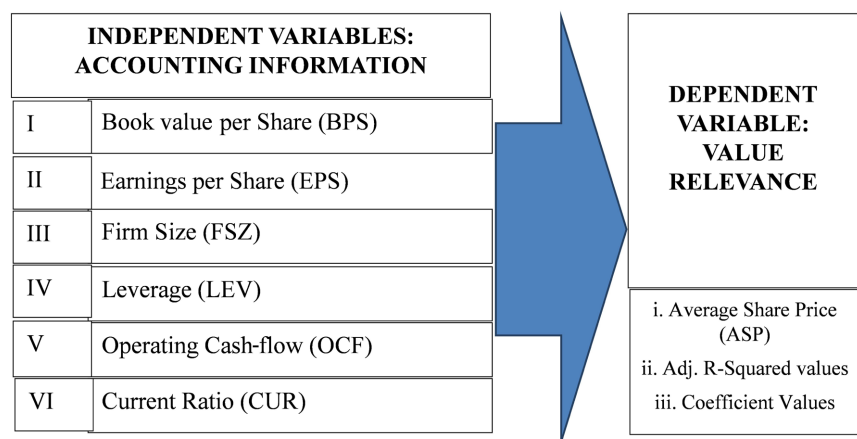 INDEPENDENT VARIABLES:
ACCOUNTING INFORMATION
I Book value per Share (BPS)
II Earnings per Share (EPS)
III Firm Size (FSZ)
IV Leverage (LEV)
V Operating Cash-flow (OCF)
VI Current Ratio (CUR)
DEPENDENT
VARIABLE:
VALUE
RELEVANCE
i. Average Share Price
(ASP)
ii. Adj. R-Squared values
iii. Coefficient Values